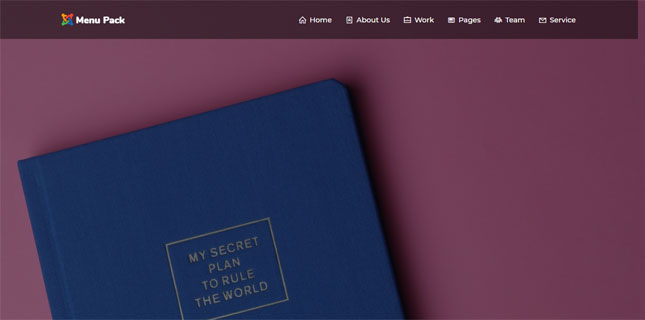 Menu Pack
Home
About Us
Work
Pages
Team
Service
MY SECRET
PLAN
TO RULE
THE WORLD